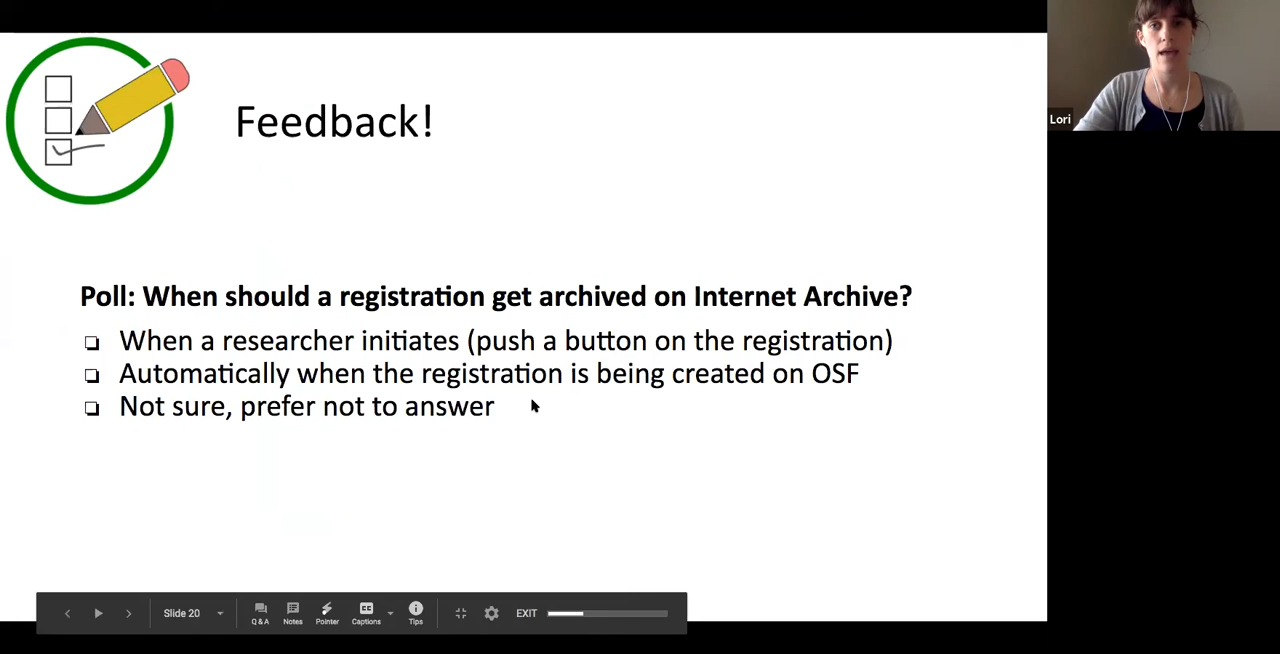 Feedback!
Lori
Poll: When should a registration get archived on Internet Archive?
When a researcher initiates (push a button on the registration)
Automatically when the registration is being created on OSF
Not sure, prefer not to answer
Slide 20
Q & A
Notes
Pointer
CC
Captions
Tips
EXIT